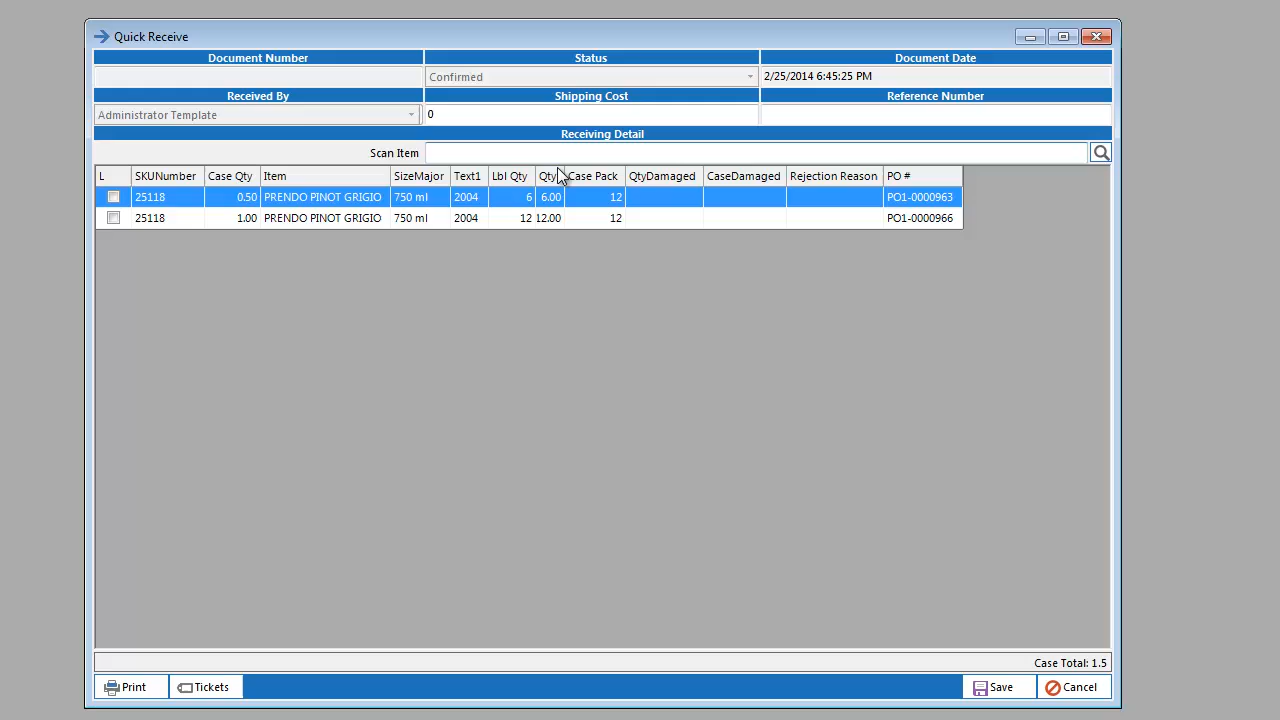 Quick Receive
Document Number Status Document Date
Confirmed 2/25/2014 6:45:25 PM
Received By Shipping Cost Reference Number
Administrator Template 0
Receiving Detail
Scan Item
L SKUNumber Case Qty Item SizeMajor Text1 Lbl Qty Qty Case Pack QtyDamaged CaseDamaged Rejection Reason PO #
25118 0.50 PRENDO PINOT GRIGIO 750 ml 2004 6 6.00 12 PO1-0000963
25118 1.00 PRENDO PINOT GRIGIO 750 ml 2004 12 12.00 12 PO1-0000966
Case Total: 1.5
Print Tickets Save Cancel